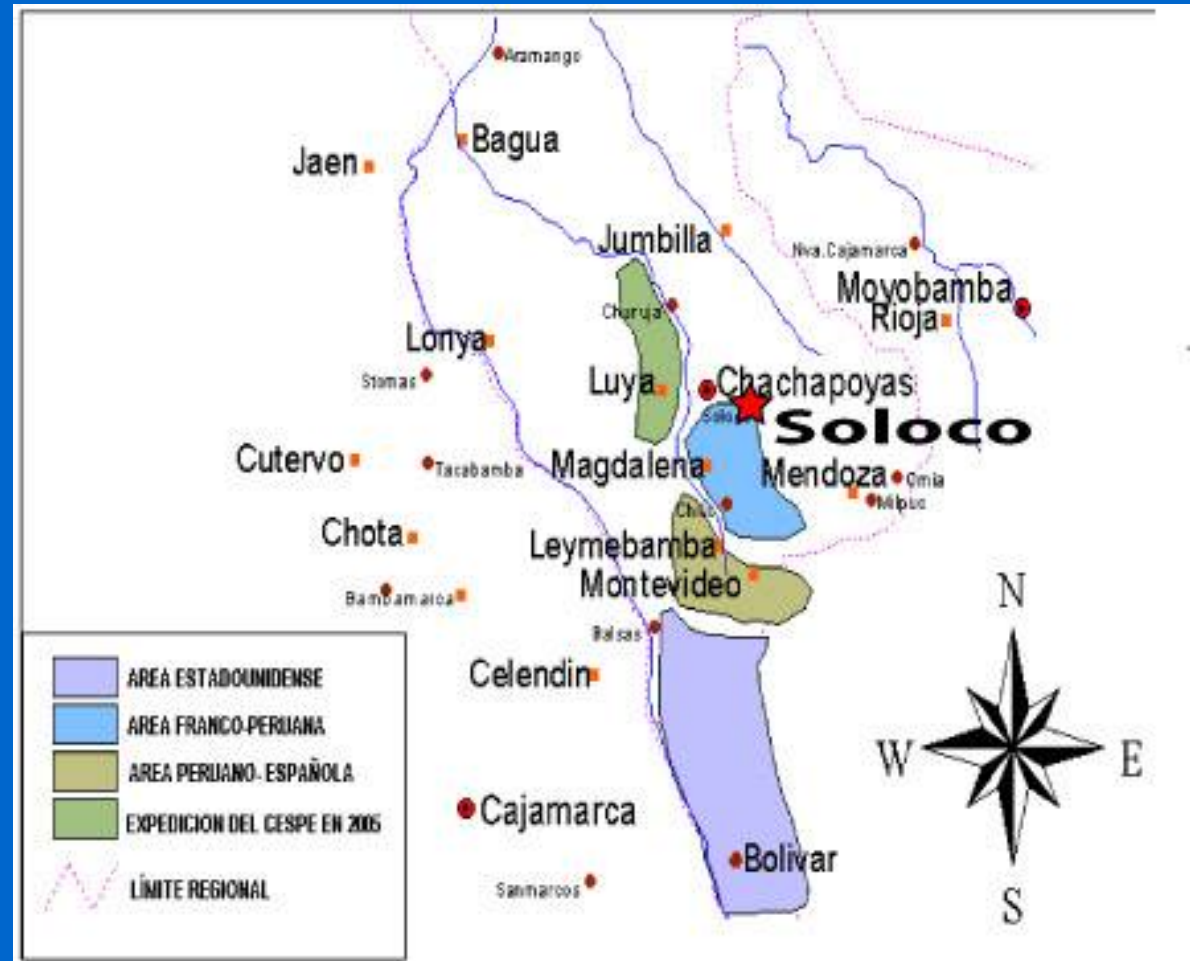 Aramango
Bagua
Jaen
Jumbilla
Nva.Cajamarca
Moyobamba
Rioja
Churuja
Lonya
Stomas
Luya
Chachapoyas
Soloco
Cutervo
Tacabamba
Magdalena
Mendoza
Omia
Milpuc
Chota
Leymebamba
Montevideo
Bambamarca
Balsas
Celendin
Cajamarca
Bolivar
Sanmarcos
AREA ESTADOUNIDENSE
AREA FRANCO-PERUANA
AREA PERUANO-ESPAÑOLA
EXPEDICION DEL CESPE EN 2005
LÍMITE REGIONAL
N
W
E
S